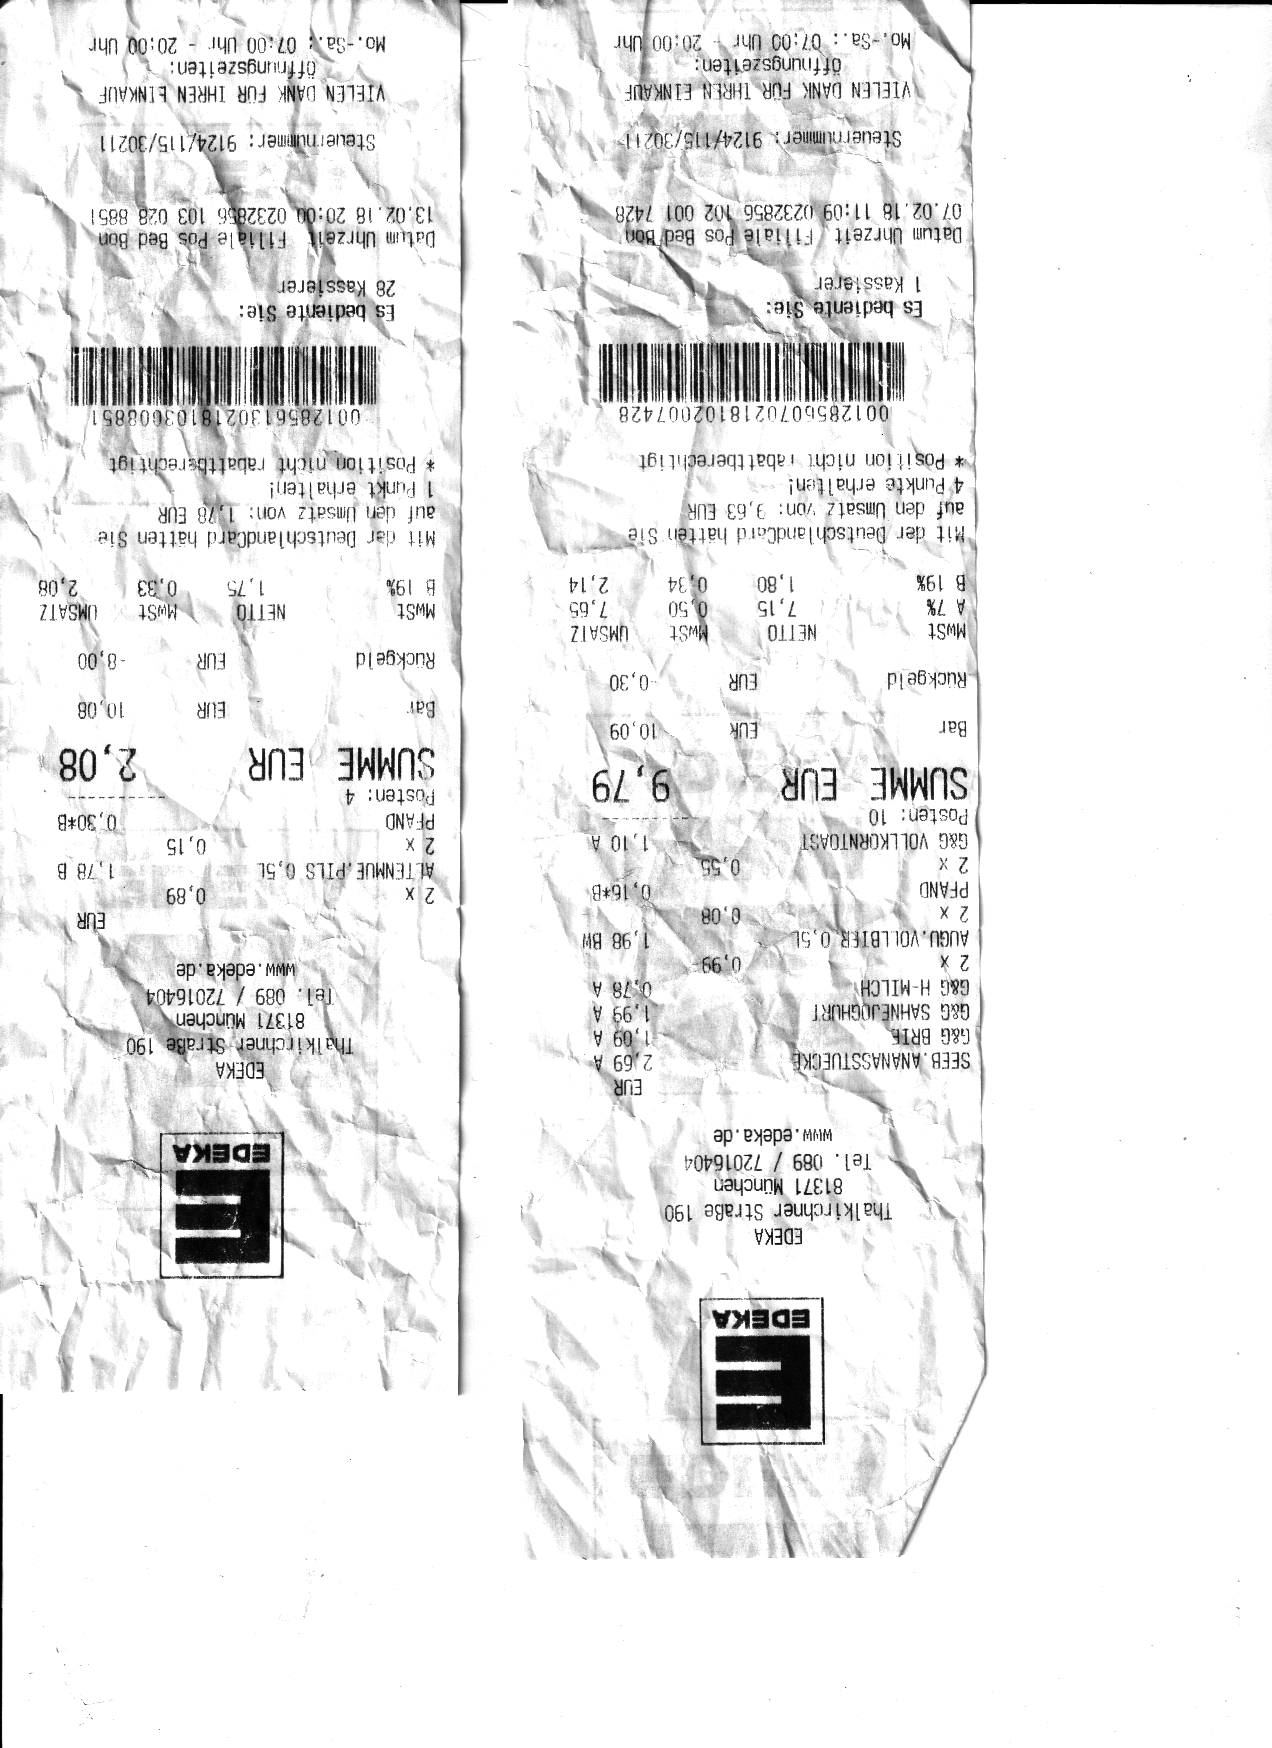 EDEKA
EDEKA
Thalkirchner Straße 190
81371 München
Tel. 089 / 72016404
www.edeka.de
EUR
SEEB.ANANASSTUECKE 2,69 A
G&G BRIE 1,09 A
G&G SAHNEJOGHURT 1,99 A
G&G H-MILCH 0,78 A
2 x 0,99
AUGU.VOLLBIER 0,5L 1,98 BW
2 x 0,08
PFAND 0,16*B
2 x 0,55
G&G VOLLKORNTOAST 1,10 A
Posten: 10
SUMME EUR 9,79
Bar EUR 10,09
Rückgeld EUR -0,30
MwSt NETTO MwSt UMSATZ
A 7% 7,15 0,50 7,65
B 19% 1,80 0,34 2,14
Mit der DeutschlandCard hätten Sie
auf den Umsatz von: 9,63 EUR
4 Punkte erhalten!
* Position nicht rabattberechtigt
00128560702181020007428
Es bediente Sie:
1 Kassierer
Datum Uhrzeit Filiale Pos Bed Bon
07.02.18 11:09 0232856 102 001 7428
Steuernummer: 9124/115/30211
VIELEN DANK FÜR IHREN EINKAUF
Öffnungszeiten:
Mo.-Sa.: 07:00 Uhr - 20:00 Uhr
EDEKA
EDEKA
Thalkirchner Straße 190
81371 München
Tel. 089 / 72016404
www.edeka.de
EUR
2 x 0,89
ALTENMUE.PILS 0,5L 1,78 B
2 x 0,15
PFAND 0,30*B
Posten: 4
SUMME EUR 2,08
Bar EUR 10,08
Rückgeld EUR -8,00
MwSt NETTO MwSt UMSATZ
B 19% 1,75 0,33 2,08
Mit der DeutschlandCard hätten Sie
auf den Umsatz von: 1,78 EUR
1 Punkt erhalten!
* Position nicht rabattberechtigt
00128561302181030008851
Es bediente Sie:
28 Kassierer
Datum Uhrzeit Filiale Pos Bed Bon
13.02.18 20:00 0232856 103 028 8851
Steuernummer: 9124/115/30211
VIELEN DANK FÜR IHREN EINKAUF
Öffnungszeiten:
Mo.-Sa.: 07:00 Uhr - 20:00 Uhr